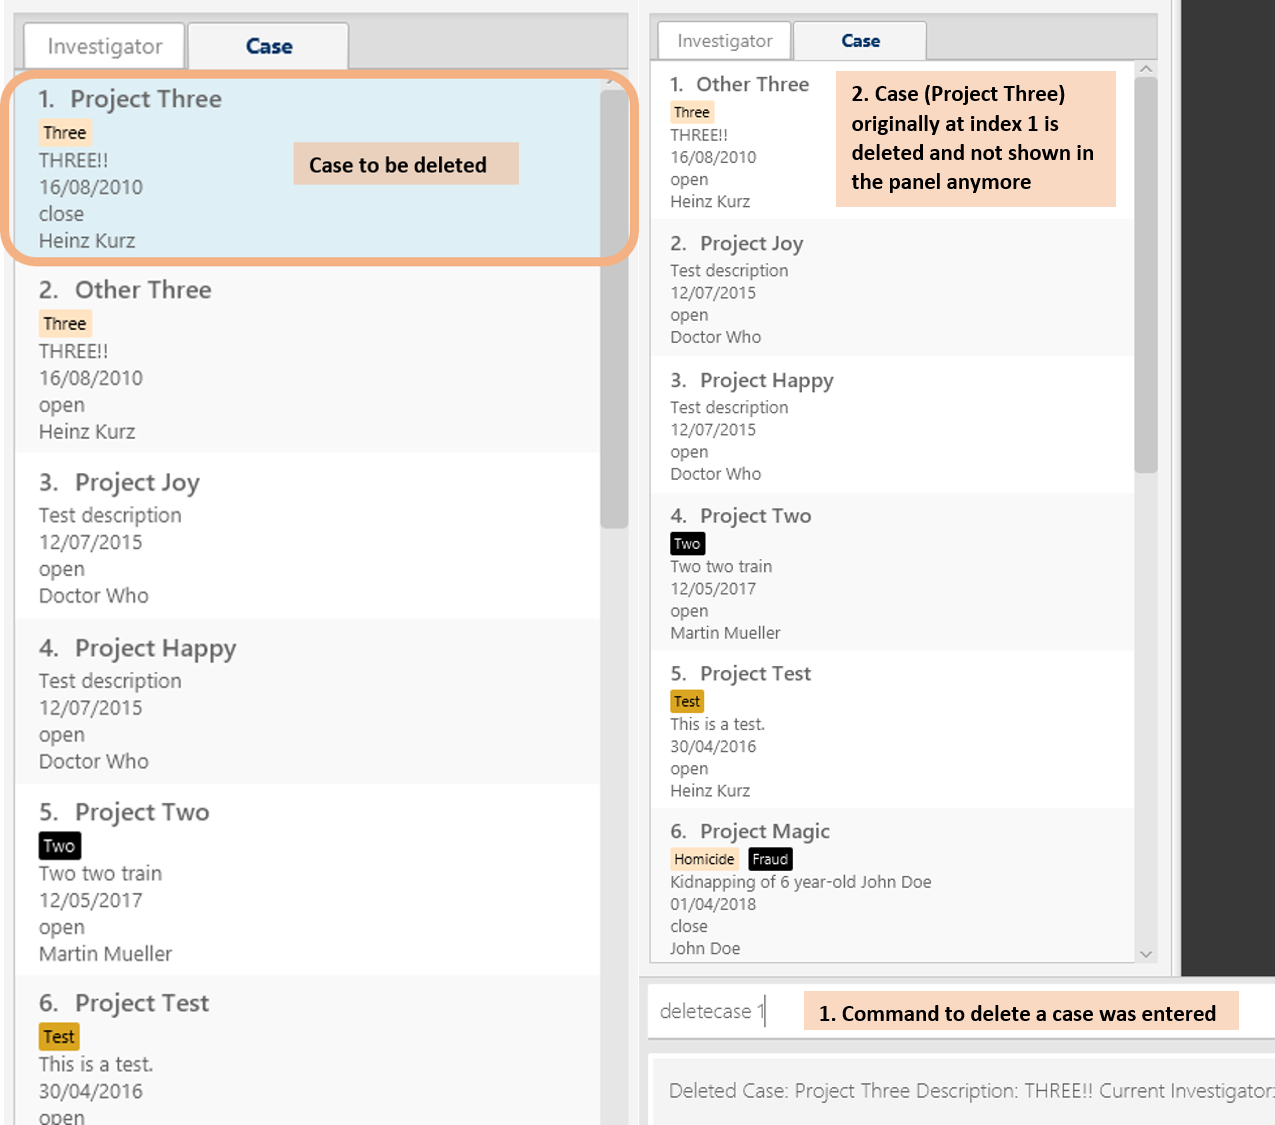 Investigator
Case
1. Project Three
Three
THREE!!
16/08/2010
close
Heinz Kurz
Case to be deleted
2. Other Three
Three
THREE!!
16/08/2010
open
Heinz Kurz
3. Project Joy
Test description
12/07/2015
open
Doctor Who
4. Project Happy
Test description
12/07/2015
open
Doctor Who
5. Project Two
Two
Two two train
12/05/2017
open
Martin Mueller
6. Project Test
Test
This is a test.
30/04/2016
open
Investigator
Case
1. Other Three
Three
THREE!!
16/08/2010
open
Heinz Kurz
2. Case (Project Three)
originally at index 1 is
deleted and not shown in
the panel anymore
2. Project Joy
Test description
12/07/2015
open
Doctor Who
3. Project Happy
Test description
12/07/2015
open
Doctor Who
4. Project Two
Two
Two two train
12/05/2017
open
Martin Mueller
5. Project Test
Test
This is a test.
30/04/2016
open
Heinz Kurz
6. Project Magic
Homicide Fraud
Kidnapping of 6 year-old John Doe
01/04/2018
close
John Doe
deletecase 1
1. Command to delete a case was entered
Deleted Case: Project Three Description: THREE!! Current Investigator: